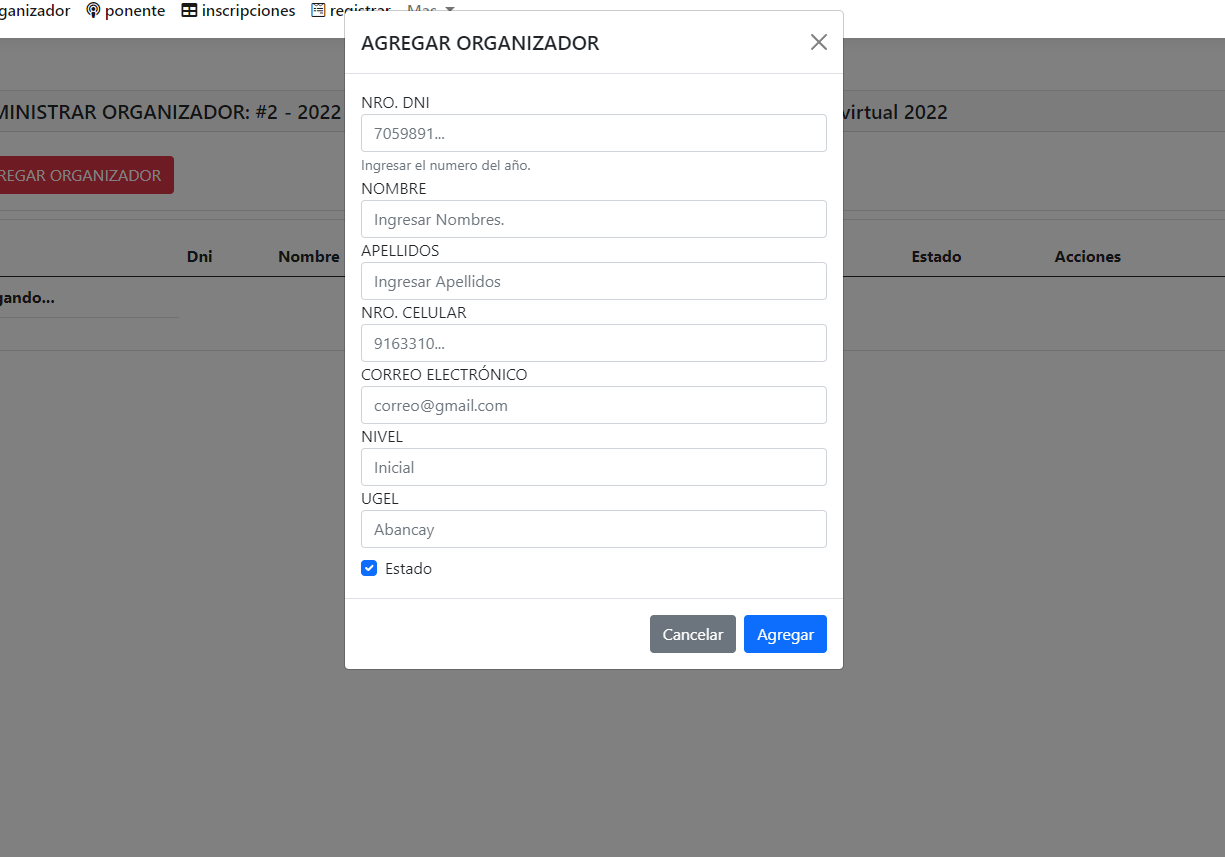 ganizador ponente inscripciones registrar Mas
AGREGAR ORGANIZADOR
MINISTRAR ORGANIZADOR: #2 - 2022
virtual 2022
REGAR ORGANIZADOR
Dni Nombre Estado Acciones
gando...
NRO. DNI
7059891...
Ingresar el numero del año.
NOMBRE
Ingresar Nombres.
APELLIDOS
Ingresar Apellidos
NRO. CELULAR
9163310...
CORREO ELECTRÓNICO
correo@gmail.com
NIVEL
Inicial
UGEL
Abancay
Estado
Cancelar Agregar